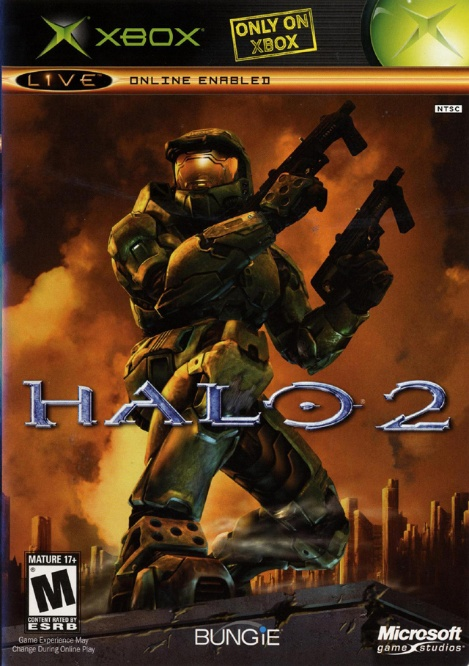 XBOX
ONLY ON
XBOX
LIVE ONLINE ENABLED
NTSC
HALO 2
MATURE 17+
M
CONTENT RATED BY
ESRB
Game Experience May
Change During Online Play
BUNGiE
Microsoft
game studios